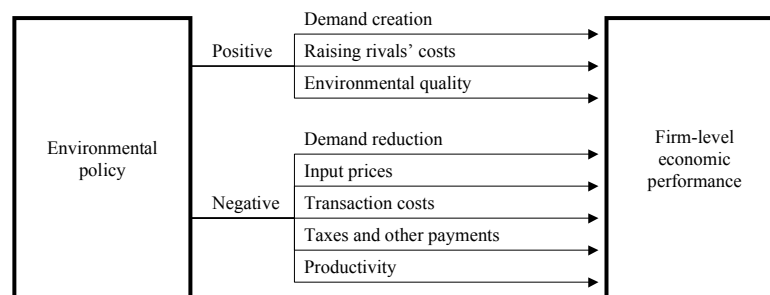 Demand creation
Positive
Raising rivals’ costs
Environmental quality
Environmental
policy
Demand reduction
Input prices
Negative
Transaction costs
Taxes and other payments
Productivity
Firm-level
economic
performance